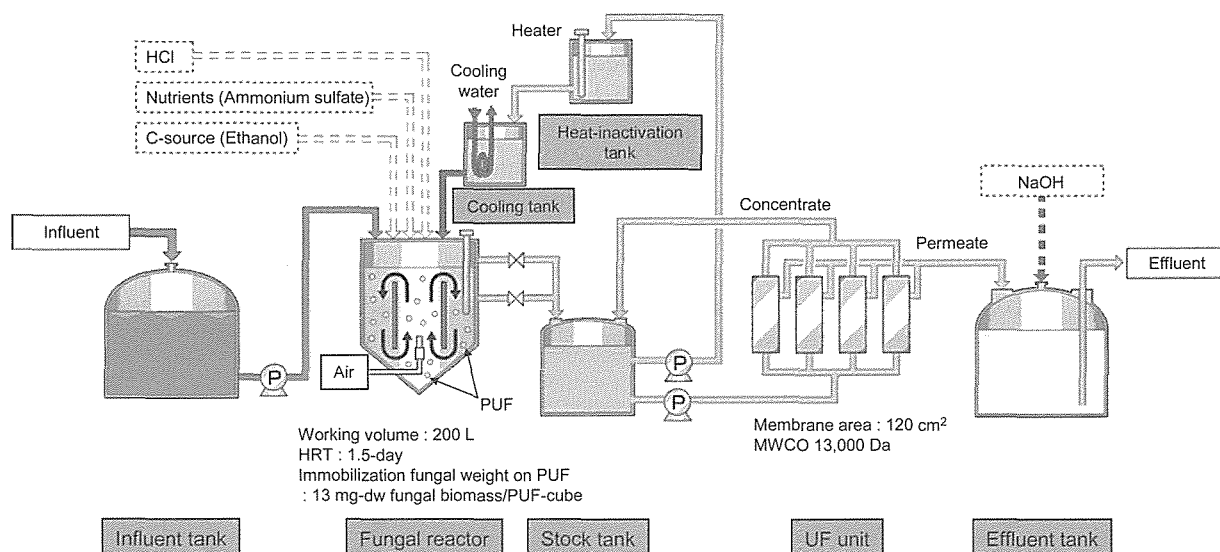 HCl
Nutrients (Ammonium sulfate)
C-source (Ethanol)
Heater
Cooling
water
Heat-inactivation
tank
Cooling tank
Influent
Air
PUF
P
P
P
Concentrate
Permeate
NaOH
Effluent
Working volume : 200 L
HRT : 1.5-day
Immobilization fungal weight on PUF
: 13 mg-dw fungal biomass/PUF-cube
Membrane area : 120 cm²
MWCO 13,000 Da
Influent tank
Fungal reactor
Stock tank
UF unit
Effluent tank